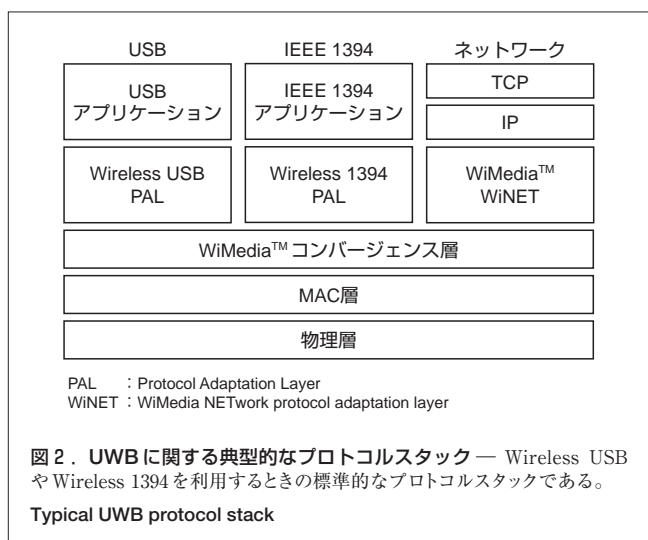 USB
IEEE 1394
ネットワーク
USB
アプリケーション
IEEE 1394
アプリケーション
TCP
IP
Wireless USB
PAL
Wireless 1394
PAL
WiMedia™
WiNET
WiMedia™ コンバージェンス層
MAC層
物理層
PAL ：Protocol Adaptation Layer
WiNET ：WiMedia NETwork protocol adaptation layer
図2．UWBに関する典型的なプロトコルスタック — Wireless USB
やWireless 1394を利用するときの標準的なプロトコルスタックである。
Typical UWB protocol stack